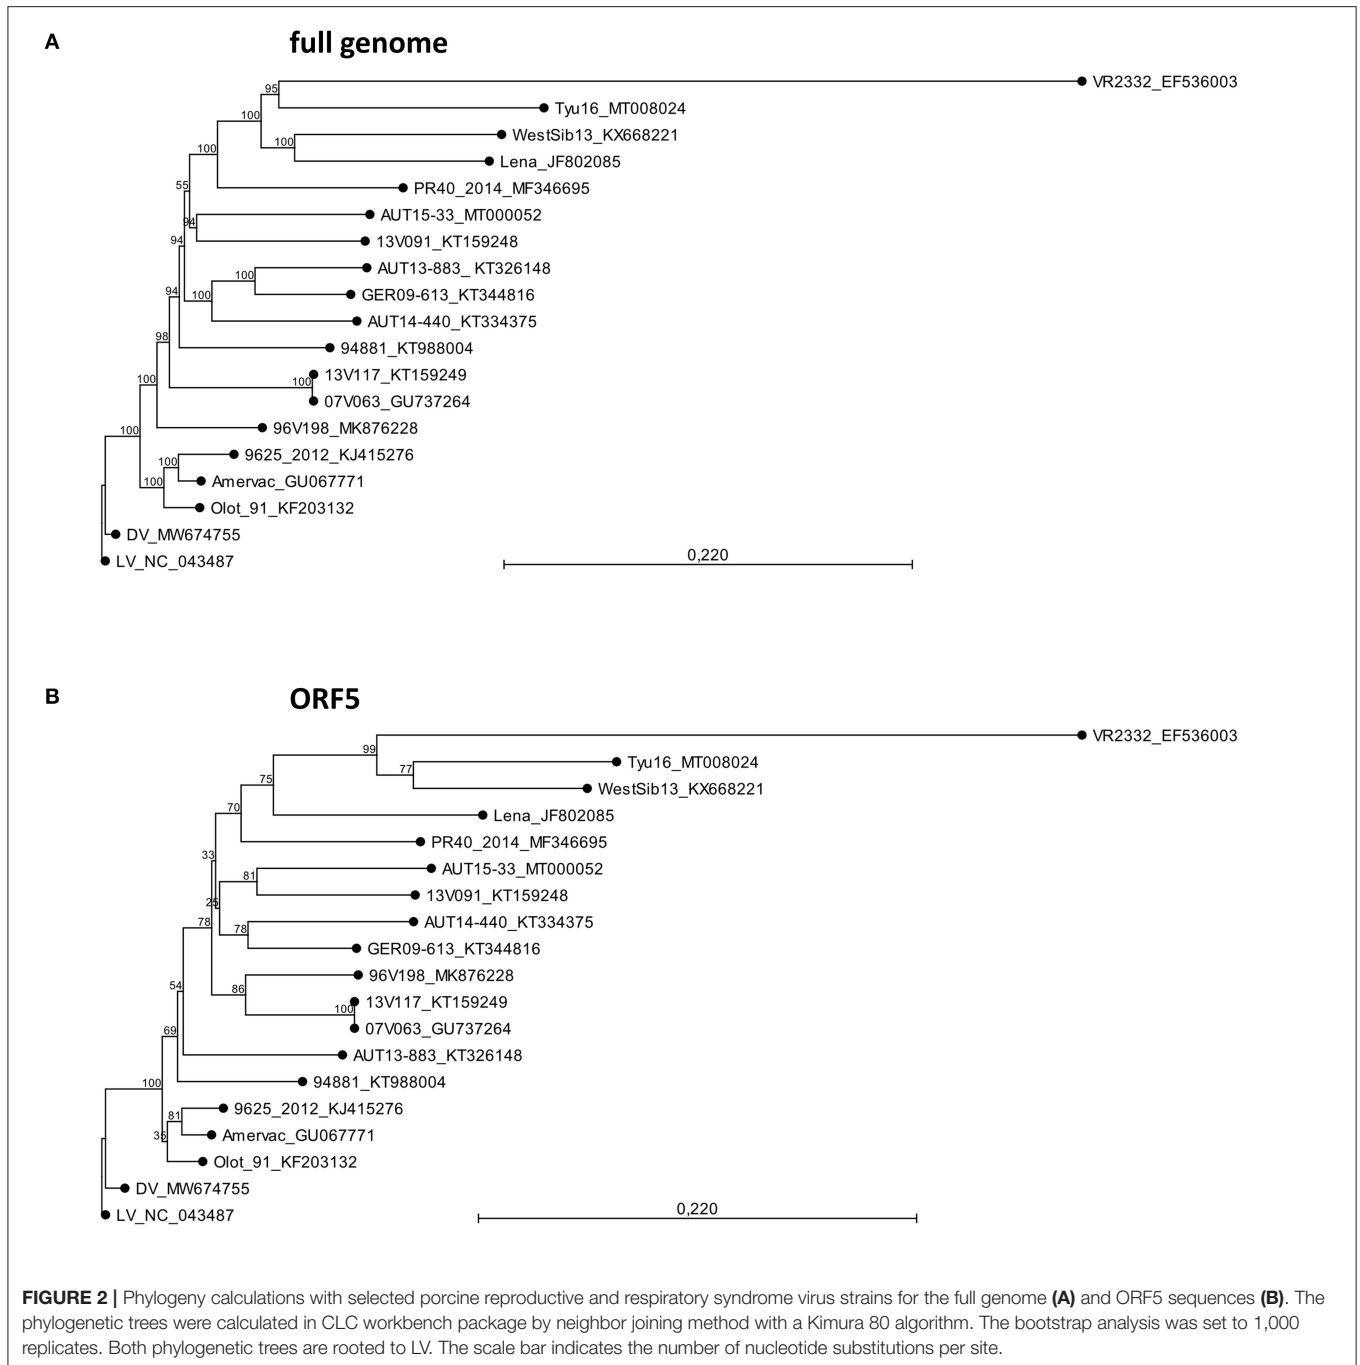 A
full genome
95
VR2332_EF536003
Tyu16_MT008024
100
WestSib13_KX668221
100
Lena_JF802085
100
PR40_2014_MF346695
55
AUT15-33_MT000052
94
13V091_KT159248
94
AUT13-883_ KT326148
100
GER09-613_KT344816
100
AUT14-440_KT334375
94
94881_KT988004
98
13V117_KT159249
100
07V063_GU737264
100
96V198_MK876228
100
9625_2012_KJ415276
100
Amervac_GU067771
100
Olot_91_KF203132
DV_MW674755
LV_NC_043487
0,220
B
ORF5
99
VR2332_EF536003
77
Tyu16_MT008024
WestSib13_KX668221
75
Lena_JF802085
70
PR40_2014_MF346695
33
AUT15-33_MT000052
81
13V091_KT159248
25
AUT14-440_KT334375
78
78
GER09-613_KT344816
96V198_MK876228
86
13V117_KT159249
100
07V063_GU737264
54
AUT13-883_KT326148
69
94881_KT988004
100
9625_2012_KJ415276
81
Amervac_GU067771
35
Olot_91_KF203132
DV_MW674755
LV_NC_043487
0,220
FIGURE 2 | Phylogeny calculations with selected porcine reproductive and respiratory syndrome virus strains for the full genome (A) and ORF5 sequences (B). The
phylogenetic trees were calculated in CLC workbench package by neighbor joining method with a Kimura 80 algorithm. The bootstrap analysis was set to 1,000
replicates. Both phylogenetic trees are rooted to LV. The scale bar indicates the number of nucleotide substitutions per site.